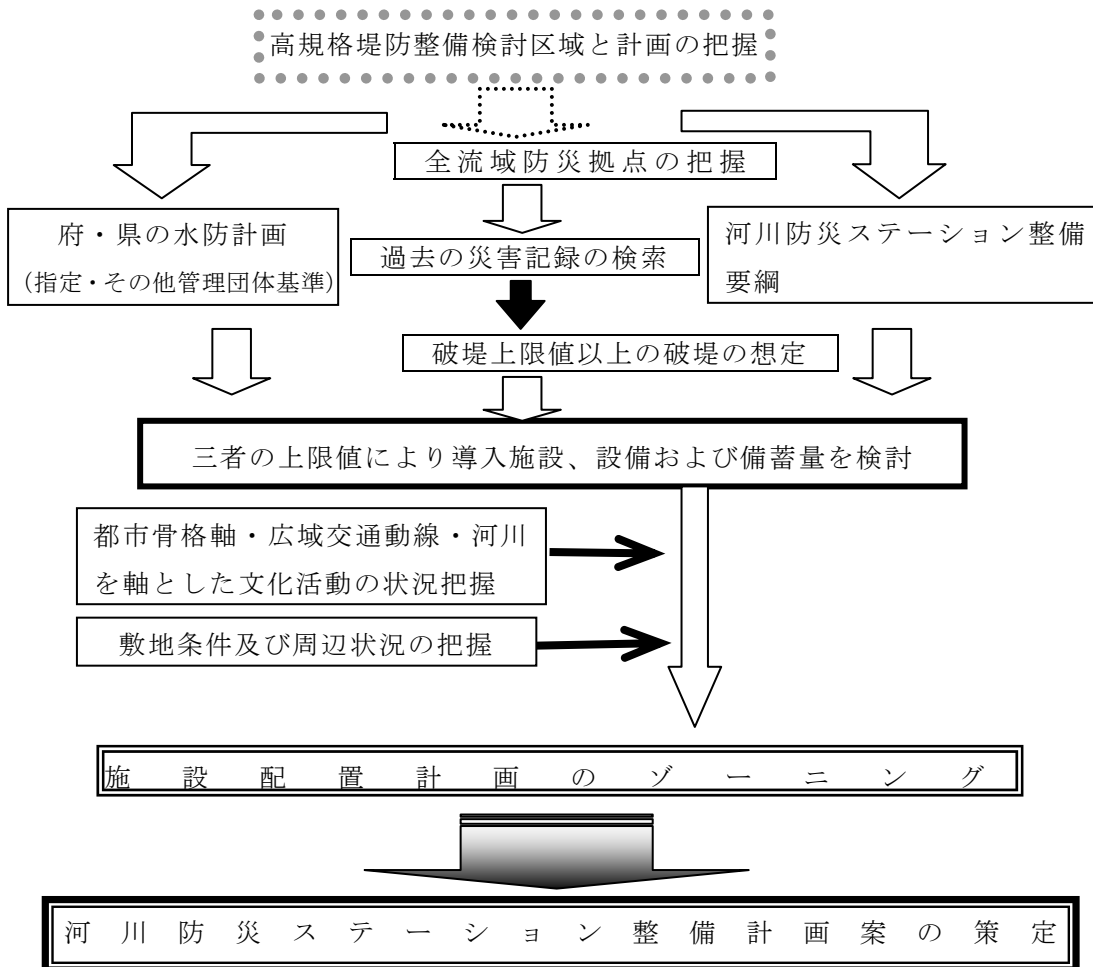 高規格堤防整備検討区域と計画の把握
全流域防災拠点の把握
府・県の水防計画
（指定・その他管理団体基準）
過去の災害記録の検索
河川防災ステーション整備
要綱
破堤上限値以上の破堤の想定
三者の上限値により導入施設、設備および備蓄量を検討
都市骨格軸・広域交通動線・河川
を軸とした文化活動の状況把握
敷地条件及び周辺状況の把握
施設配置計画のゾーニング
河川防災ステーション整備計画案の策定